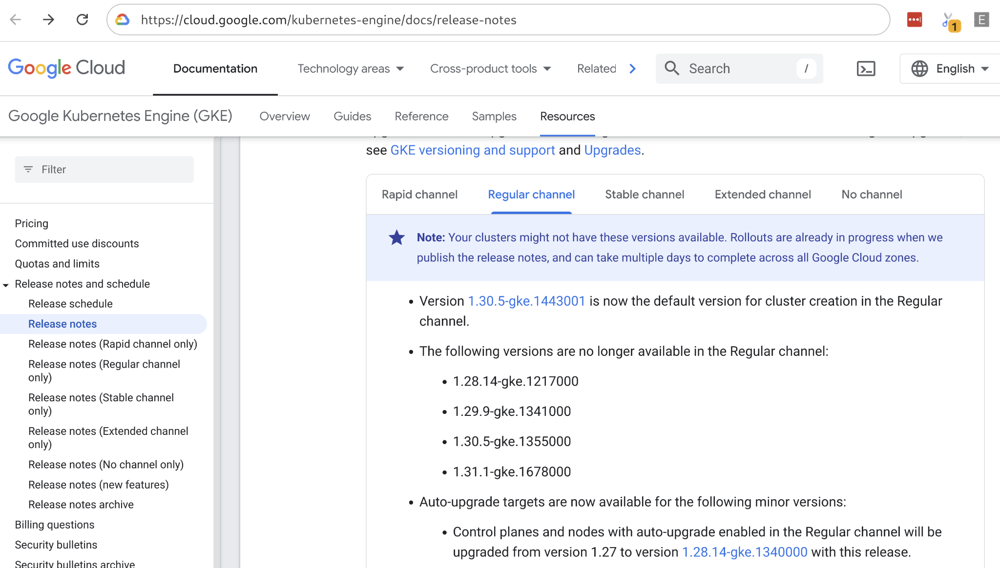 https://cloud.google.com/kubernetes-engine/docs/release-notes
1
E
Google Cloud
Documentation
Technology areas
Cross-product tools
Related
Search
/
English
Google Kubernetes Engine (GKE)
Overview
Guides
Reference
Samples
Resources
Filter
Pricing
Committed use discounts
Quotas and limits
Release notes and schedule
Release schedule
Release notes
Release notes (Rapid channel only)
Release notes (Regular channel
only)
Release notes (Stable channel
only)
Release notes (Extended channel
only)
Release notes (No channel only)
Release notes (new features)
Release notes archive
Billing questions
Security bulletins
Security bulletins archive
see GKE versioning and support and Upgrades.
Rapid channel
Regular channel
Stable channel
Extended channel
No channel
Note: Your clusters might not have these versions available. Rollouts are already in progress when we
publish the release notes, and can take multiple days to complete across all Google Cloud zones.
• Version 1.30.5-gke.1443001 is now the default version for cluster creation in the Regular
channel.
• The following versions are no longer available in the Regular channel:
• 1.28.14-gke.1217000
• 1.29.9-gke.1341000
• 1.30.5-gke.1355000
• 1.31.1-gke.1678000
• Auto-upgrade targets are now available for the following minor versions:
• Control planes and nodes with auto-upgrade enabled in the Regular channel will be
upgraded from version 1.27 to version 1.28.14-gke.1340000 with this release.